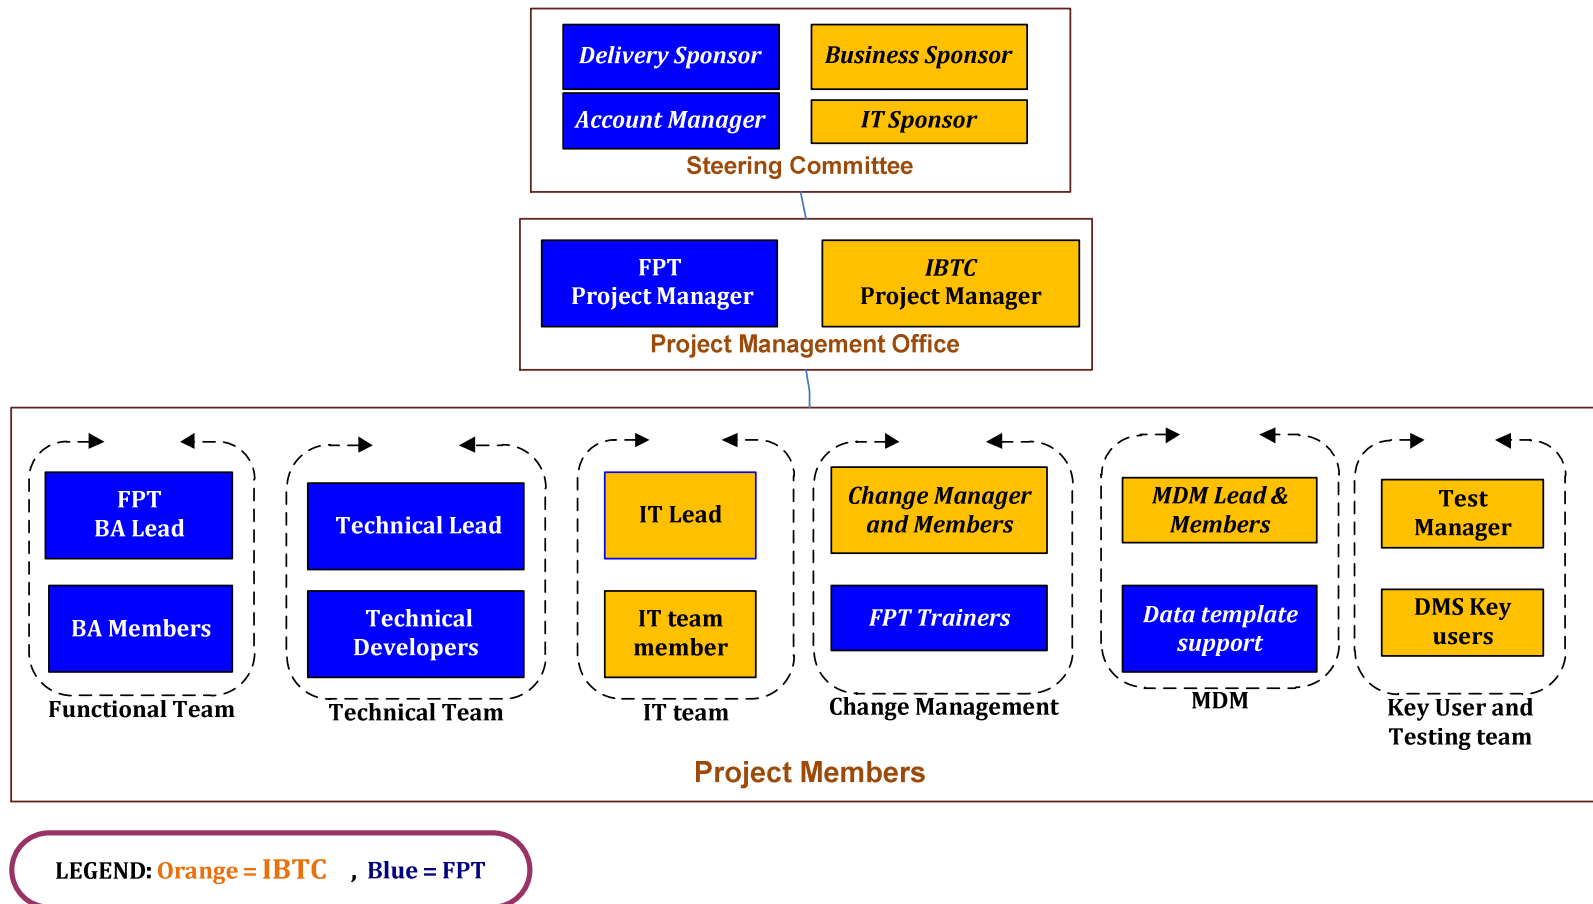 Delivery Sponsor
Business Sponsor
Account Manager
IT Sponsor
Steering Committee
FPT
Project Manager
IBTC
Project Manager
Project Management Office
FPT
BA Lead
BA Members
Functional Team
Technical Lead
Technical
Developers
Technical Team
IT Lead
IT team
member
IT team
Change Manager
and Members
FPT Trainers
Change Management
MDM Lead &
Members
Data template
support
MDM
Test
Manager
DMS Key
users
Key User and
Testing team
Project Members
LEGEND: Orange = IBTC , Blue = FPT